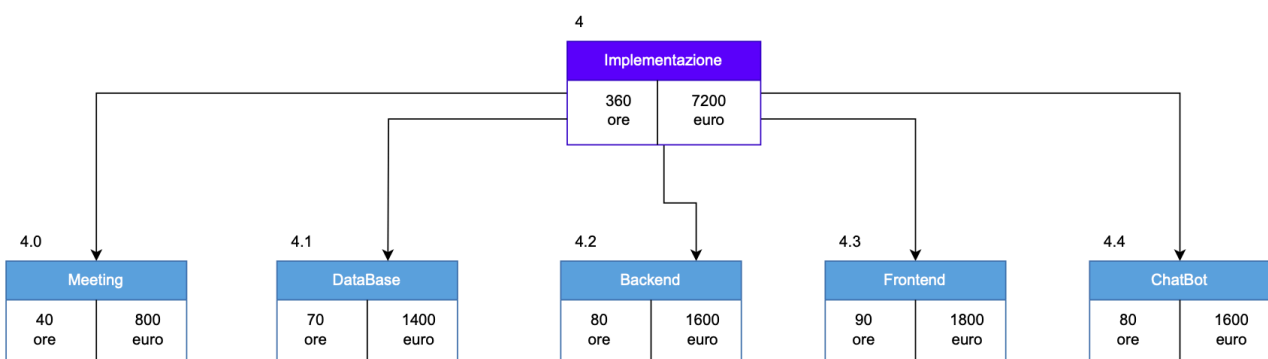 4
Implementazione
360
ore
7200
euro
4.0
Meeting
40
ore
800
euro
4.1
DataBase
70
ore
1400
euro
4.2
Backend
80
ore
1600
euro
4.3
Frontend
90
ore
1800
euro
4.4
ChatBot
80
ore
1600
euro